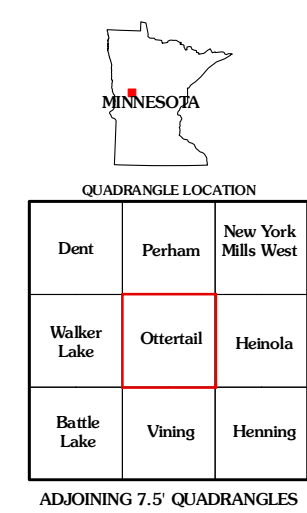 MINNESOTA
QUADRANGLE LOCATION
Dent
Perham
New York
Mills West
Walker
Lake
Ottertail
Heinola
Battle
Lake
Vining
Henning
ADJOINING 7.5' QUADRANGLES